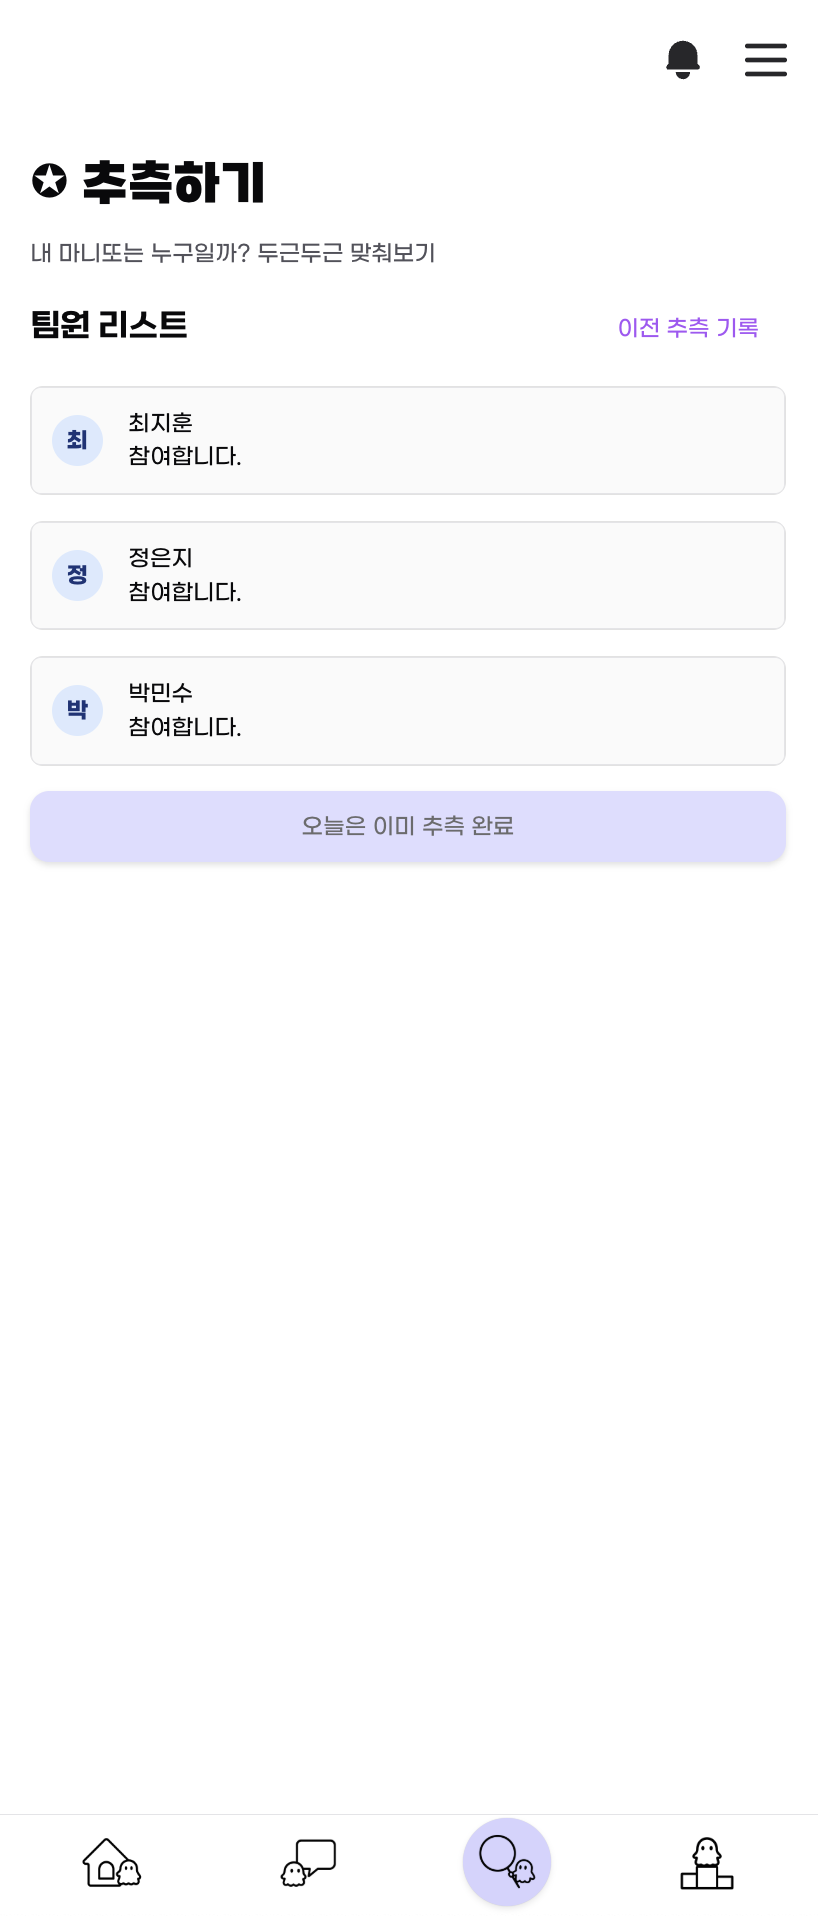 ✪ 추측하기
내 마니또는 누구일까? 두근두근 맞춰보기
팀원 리스트
이전 추측 기록
최
최지훈
참여합니다.
정
정은지
참여합니다.
박
박민수
참여합니다.
오늘은 이미 추측 완료